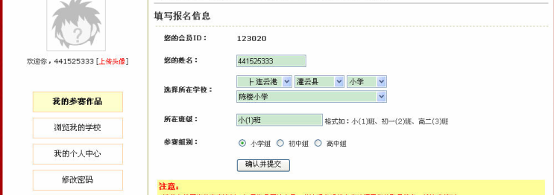 填写报名信息
您的会员ID： 123020
欢迎你，441525333 [上传头像]
您的姓名： 441525333
选择所在学校： ├连云港 灌云县 小学
陈楼小学
我的参赛作品
浏览我的学校
我的个人中心
修改密码
所在班级： 小(1)班 格式如：小(1)班、初一(2)班、高二(3)班
参赛组别： 小学组 初中组 高中组
确认并提交
注意：